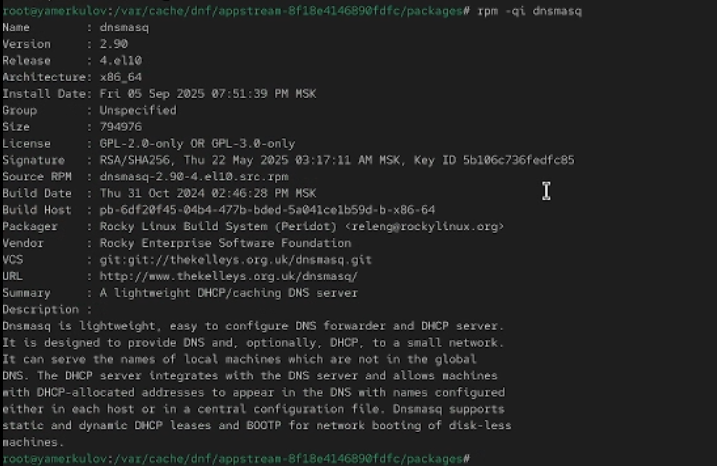 root@yamerkulov:/var/cache/dnf/appstream-8f18e4146890fdfc/packages# rpm -qi dnsmasq
Name        : dnsmasq
Version     : 2.90
Release     : 4.el10
Architecture: x86_64
Install Date: Fri 05 Sep 2025 07:51:39 PM MSK
Group       : Unspecified
Size        : 794976
License     : GPL-2.0-only OR GPL-3.0-only
Signature   : RSA/SHA256, Thu 22 May 2025 03:17:11 AM MSK, Key ID 5b106c736fedfc85
Source RPM  : dnsmasq-2.90-4.el10.src.rpm
Build Date  : Thu 31 Oct 2024 02:46:28 PM MSK
Build Host  : pb-6df20f45-04b4-477b-bded-5a041ce1b59d-b-x86-64
Packager    : Rocky Linux Build System (Peridot) <releng@rockylinux.org>
Vendor      : Rocky Enterprise Software Foundation
VCS         : git:git://thekelleys.org.uk/dnsmasq.git
URL         : http://www.thekelleys.org.uk/dnsmasq/
Summary     : A lightweight DHCP/caching DNS server
Description :
Dnsmasq is lightweight, easy to configure DNS forwarder and DHCP server.
It is designed to provide DNS and, optionally, DHCP, to a small network.
It can serve the names of local machines which are not in the global
DNS. The DHCP server integrates with the DNS server and allows machines
with DHCP-allocated addresses to appear in the DNS with names configured
either in each host or in a central configuration file. Dnsmasq supports
static and dynamic DHCP leases and BOOTP for network booting of disk-less
machines.
root@yamerkulov:/var/cache/dnf/appstream-8f18e4146890fdfc/packages#